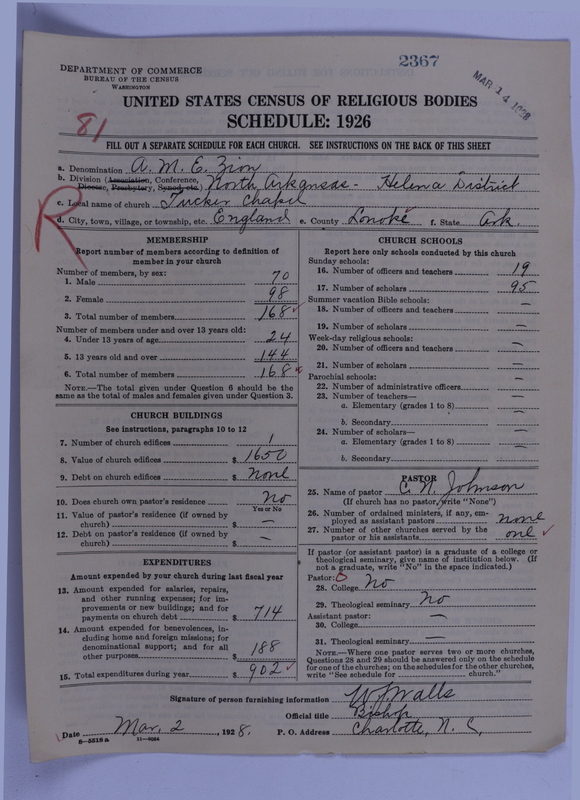 2367
DEPARTMENT OF COMMERCE
BUREAU OF THE CENSUS
WASHINGTON
MAR 14 1928
UNITED STATES CENSUS OF RELIGIOUS BODIES
SCHEDULE: 1926
81
FILL OUT A SEPARATE SCHEDULE FOR EACH CHURCH. SEE INSTRUCTIONS ON THE BACK OF THIS SHEET
a. Denomination A. M. E. Zion
b. Division (Association, Conference, North Arkansas - Helena District
Diocese, Presbytery, Synod, etc.)
c. Local name of church Tucker Chapel
R
d. City, town, village, or township, etc. England e. County Lonoke f. State Ark.
MEMBERSHIP
Report number of members according to definition of
member in your church
Number of members, by sex:
1. Male 70
2. Female 98
3. Total number of members 168
Number of members under and over 13 years old:
4. Under 13 years of age 24
5. 13 years old and over 144
6. Total number of members 168
NOTE.—The total given under Question 6 should be the
same as the total of males and females given under Question 3.
CHURCH BUILDINGS
See instructions, paragraphs 10 to 12
7. Number of church edifices 1
8. Value of church edifices $ 1650
9. Debt on church edifices $ none
10. Does church own pastor's residence No
Yes or No
11. Value of pastor's residence (if owned by
church) $ —
12. Debt on pastor's residence (if owned by
church) $ —
EXPENDITURES
Amount expended by your church during last fiscal year
13. Amount expended for salaries, repairs,
and other running expenses; for im-
provements or new buildings; and for
payments on church debt $ 714
14. Amount expended for benevolences, in-
cluding home and foreign missions; for
denominational support; and for all
other purposes $ 188
15. Total expenditures during year $ 902
CHURCH SCHOOLS
Report here only schools conducted by this church
Sunday schools:
16. Number of officers and teachers 19
17. Number of scholars 95
Summer vacation Bible schools:
18. Number of officers and teachers —
19. Number of scholars —
Week-day religious schools:
20. Number of officers and teachers —
21. Number of scholars —
Parochial schools:
22. Number of administrative officers —
23. Number of teachers—
a. Elementary (grades 1 to 8) —
b. Secondary —
24. Number of scholars—
a. Elementary (grades 1 to 8) —
b. Secondary —
PASTOR
25. Name of pastor C. N. Johnson
(If church has no pastor, write "None")
26. Number of ordained ministers, if any, em-
ployed as assistant pastors none
27. Number of other churches served by the
pastor or his assistants one
If pastor (or assistant pastor) is a graduate of a college or
theological seminary, give name of institution below. (If
not a graduate, write "No" in the space indicated.)
Pastor:
28. College No
29. Theological seminary No
Assistant pastor:
30. College —
31. Theological seminary —
NOTE.—Where one pastor serves two or more churches,
Questions 28 and 29 should be answered only on the schedule
for one of the churches; on the schedules for the other churches,
write "See schedule for church."
Signature of person furnishing information W J Walls
Official title Bishop
Date Mar. 2, 1928. P. O. Address Charlotte, N. C.
8-5518a 11-9064